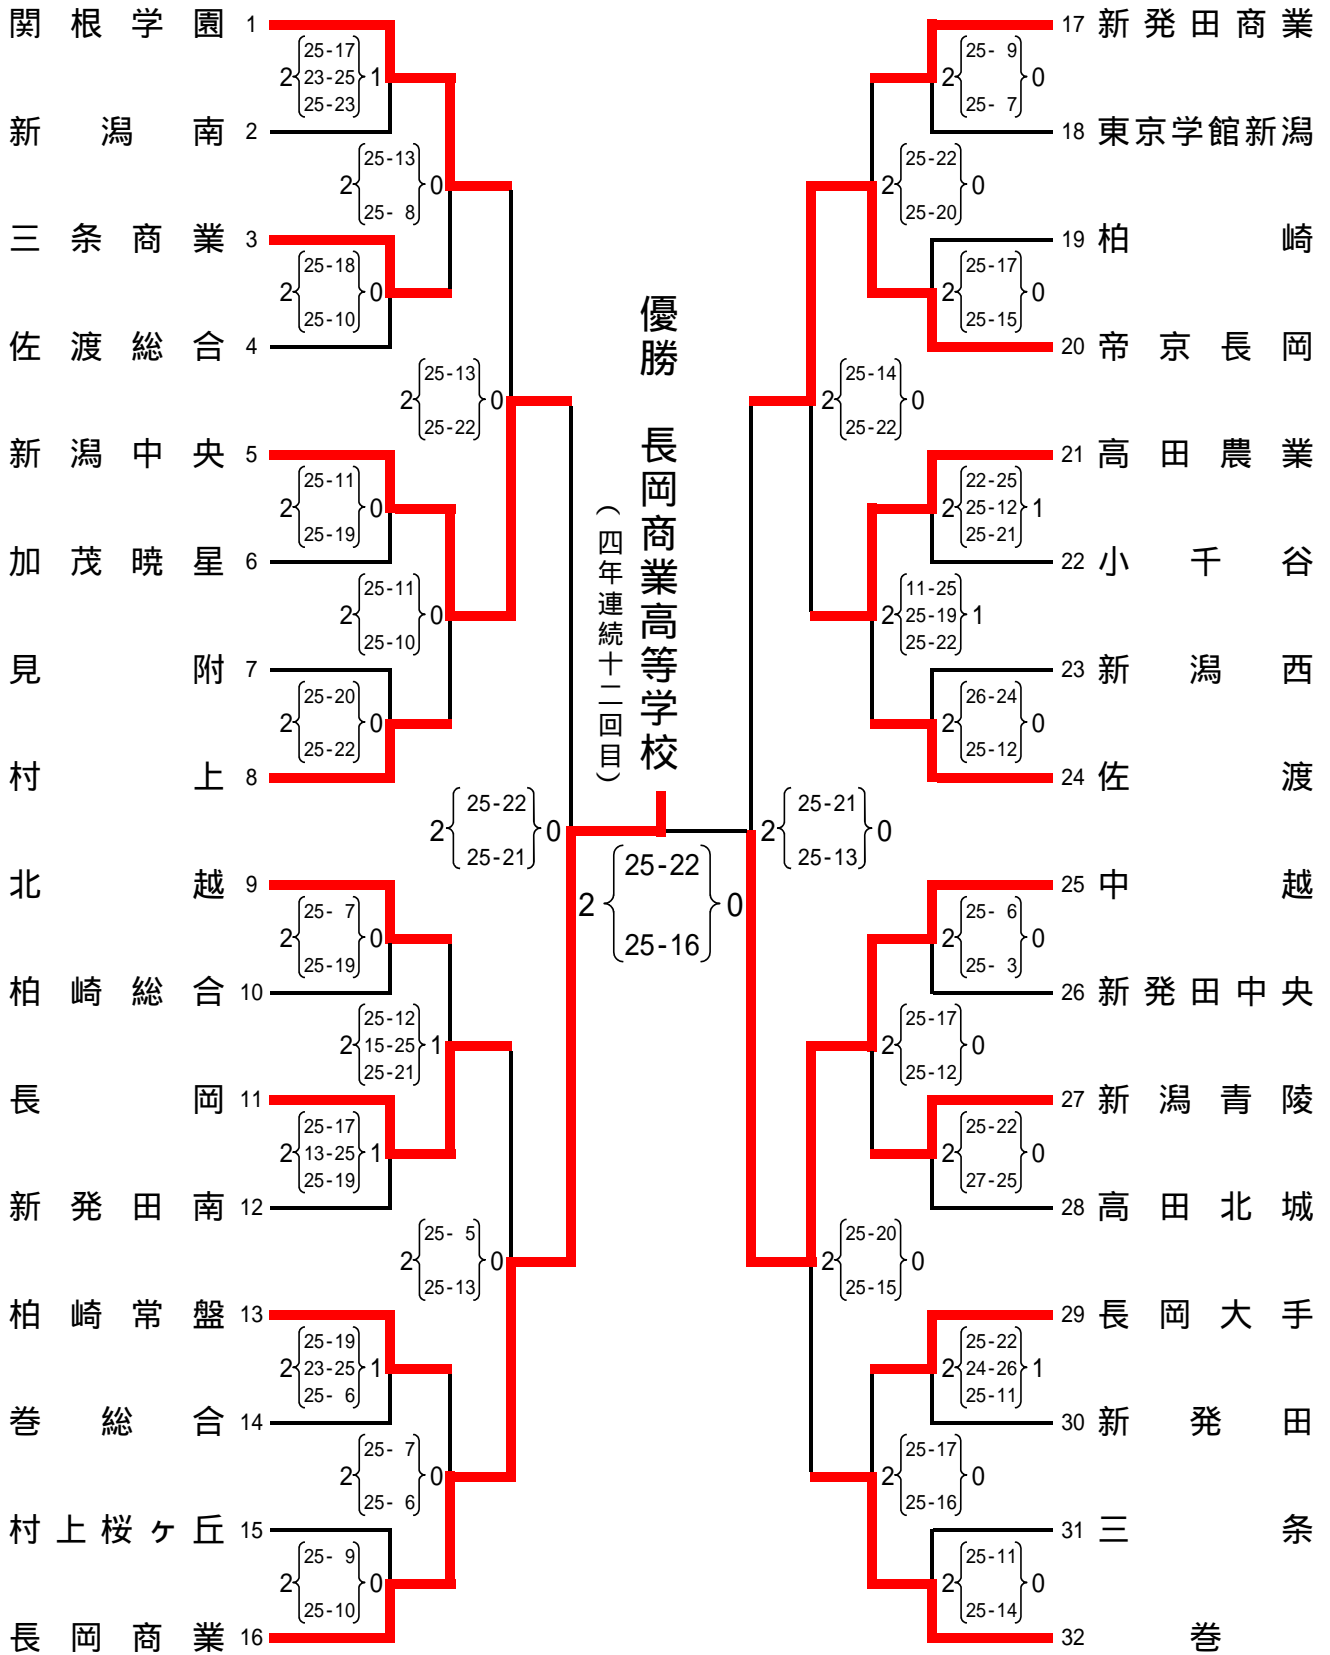 関根学園 1
25-17
2 23-25 1
25-23
新潟南 2
25-13
2 0
25- 8
三条商業 3
25-18
2 0
25-10
佐渡総合 4
25-13
2 0
25-22
新潟中央 5
25-11
2 0
25-19
加茂暁星 6
25-11
2 0
25-10
見附 7
25-20
2 0
25-22
村上 8
25-22
2 0
25-21
北越 9
25- 7
2 0
25-19
柏崎総合 10
25-12
2 15-25 1
25-21
長岡 11
25-17
2 13-25 1
25-19
新発田南 12
25- 5
2 0
25-13
柏崎常盤 13
25-19
2 23-25 1
25- 6
巻総合 14
25- 7
2 0
25- 6
村上桜ヶ丘 15
25- 9
2 0
25-10
長岡商業 16
優勝 長岡商業高等学校
(四年連続十二回目)
25-22
2 0
25-16
17 新発田商業
25- 9
2 0
25- 7
18 東京学館新潟
25-22
2 0
25-20
19 柏崎
25-17
2 0
25-15
20 帝京長岡
25-14
2 0
25-22
21 高田農業
22-25
2 25-12 1
25-21
22 小千谷
11-25
2 25-19 1
25-22
23 新潟西
26-24
2 0
25-12
24 佐渡
25-21
2 0
25-13
25 中越
25- 6
2 0
25- 3
26 新発田中央
25-17
2 0
25-12
27 新潟青陵
25-22
2 0
27-25
28 高田北城
25-20
2 0
25-15
29 長岡大手
25-22
2 24-26 1
25-11
30 新発田
25-17
2 0
25-16
31 三条
25-11
2 0
25-14
32 巻